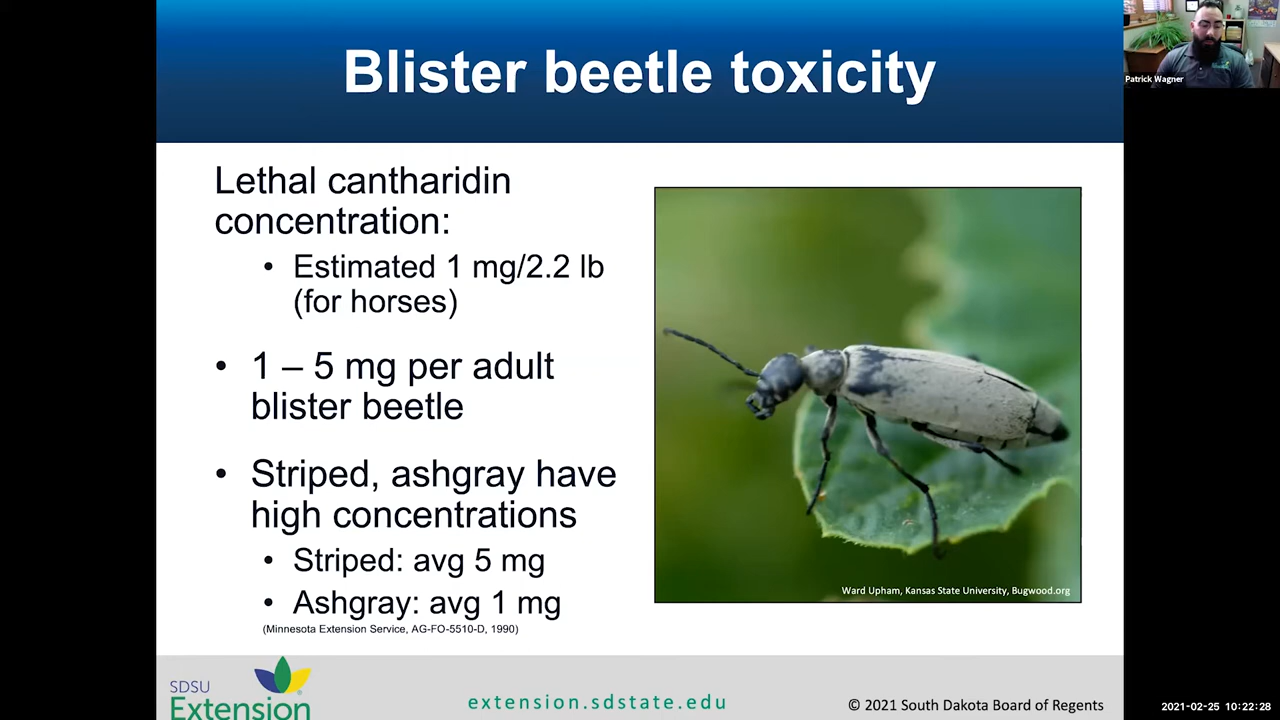 Blister beetle toxicity
Patrick Wagner
Lethal cantharidin
concentration:
• Estimated 1 mg/2.2 lb
(for horses)
• 1 – 5 mg per adult
blister beetle
• Striped, ashgray have
high concentrations
• Striped: avg 5 mg
• Ashgray: avg 1 mg
(Minnesota Extension Service, AG-FO-5510-D, 1990)
Ward Upham, Kansas State University, Bugwood.org
SDSU
Extension
extension.sdstate.edu
© 2021 South Dakota Board of Regents
2021-02-25 10:22:28